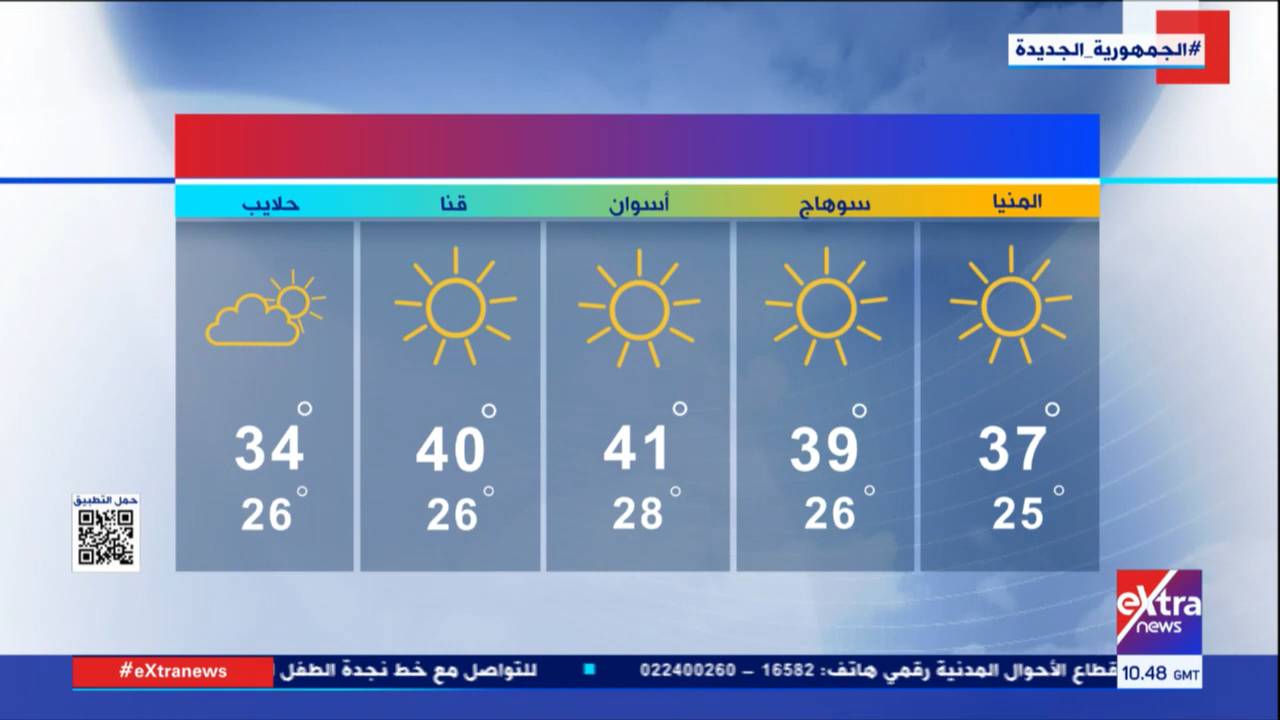 #الجمهورية_الجديدة
المنيا سوهاج أسوان قنا حلايب
37° 39° 41° 40° 34°
25° 26° 28° 26° 26°
حمل التطبيق
eXtra
news
قطاع الأحوال المدنية رقمي هاتف: 16582 – 022400260 ■ للتواصل مع خط نجدة الطفل
#eXtranews
10.48 GMT